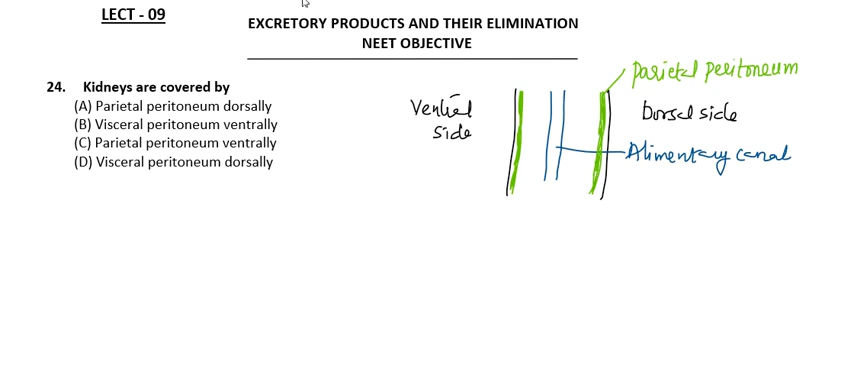 LECT - 09
EXCRETORY PRODUCTS AND THEIR ELIMINATION
NEET OBJECTIVE
24. Kidneys are covered by
(A) Parietal peritoneum dorsally
(B) Visceral peritoneum ventrally
(C) Parietal peritoneum ventrally
(D) Visceral peritoneum dorsally
Parietal peritoneum
Ventral
side
Dorsal side
Alimentary canal